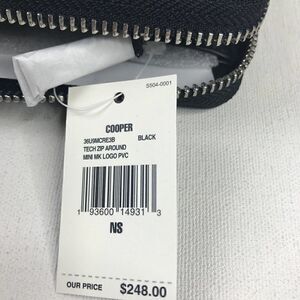 S504-0001
COOPER
36U9MCRE3B BLACK
TECH ZIP AROUND
MINI MK LOGO PVC
1 93600 14931 3
NS
OUR PRICE $248.00